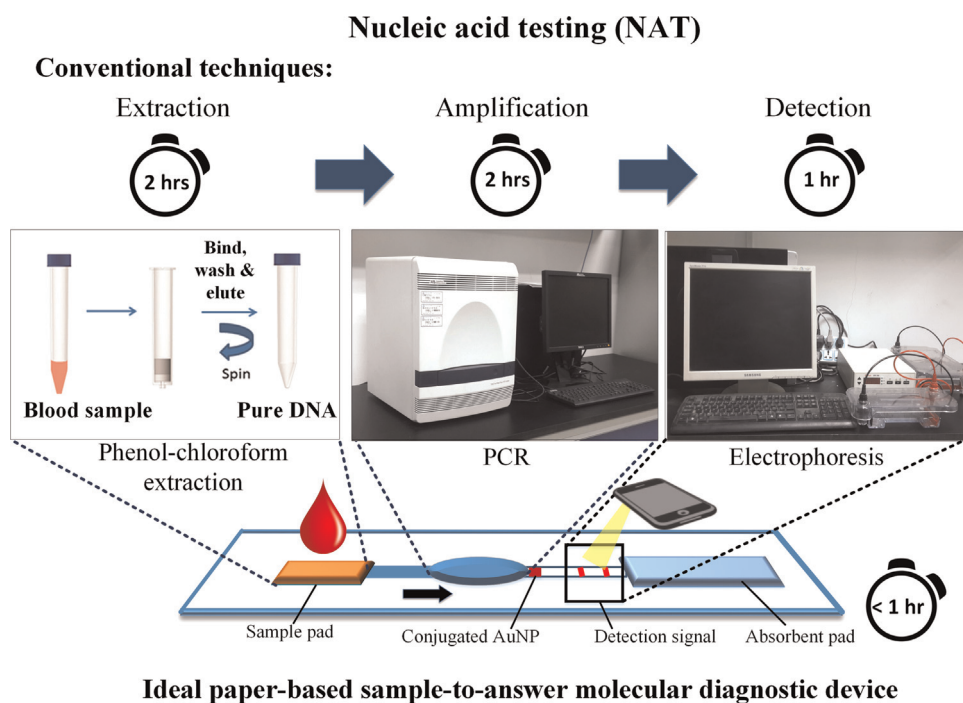 Nucleic acid testing (NAT)
Conventional techniques:
Extraction
Amplification
Detection
2 hrs
2 hrs
1 hr
Bind,
wash &
elute
Spin
Blood sample
Pure DNA
SAMSUNG
Phenol-chloroform
extraction
PCR
Electrophoresis
< 1 hr
Sample pad
Conjugated AuNP
Detection signal
Absorbent pad
Ideal paper-based sample-to-answer molecular diagnostic device